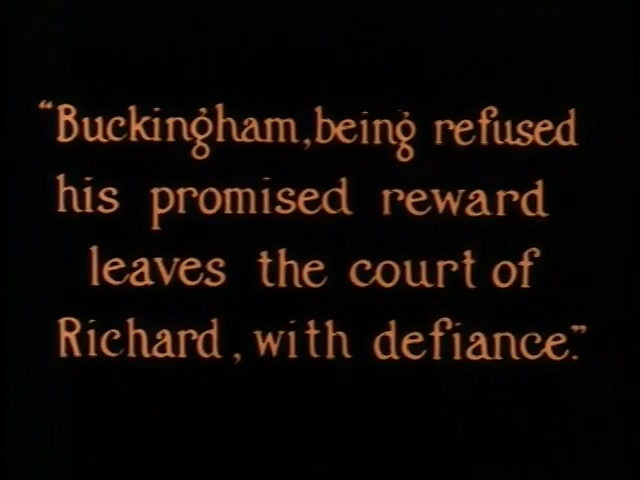 "Buckingham, being refused
his promised reward
leaves the court of
Richard, with defiance."